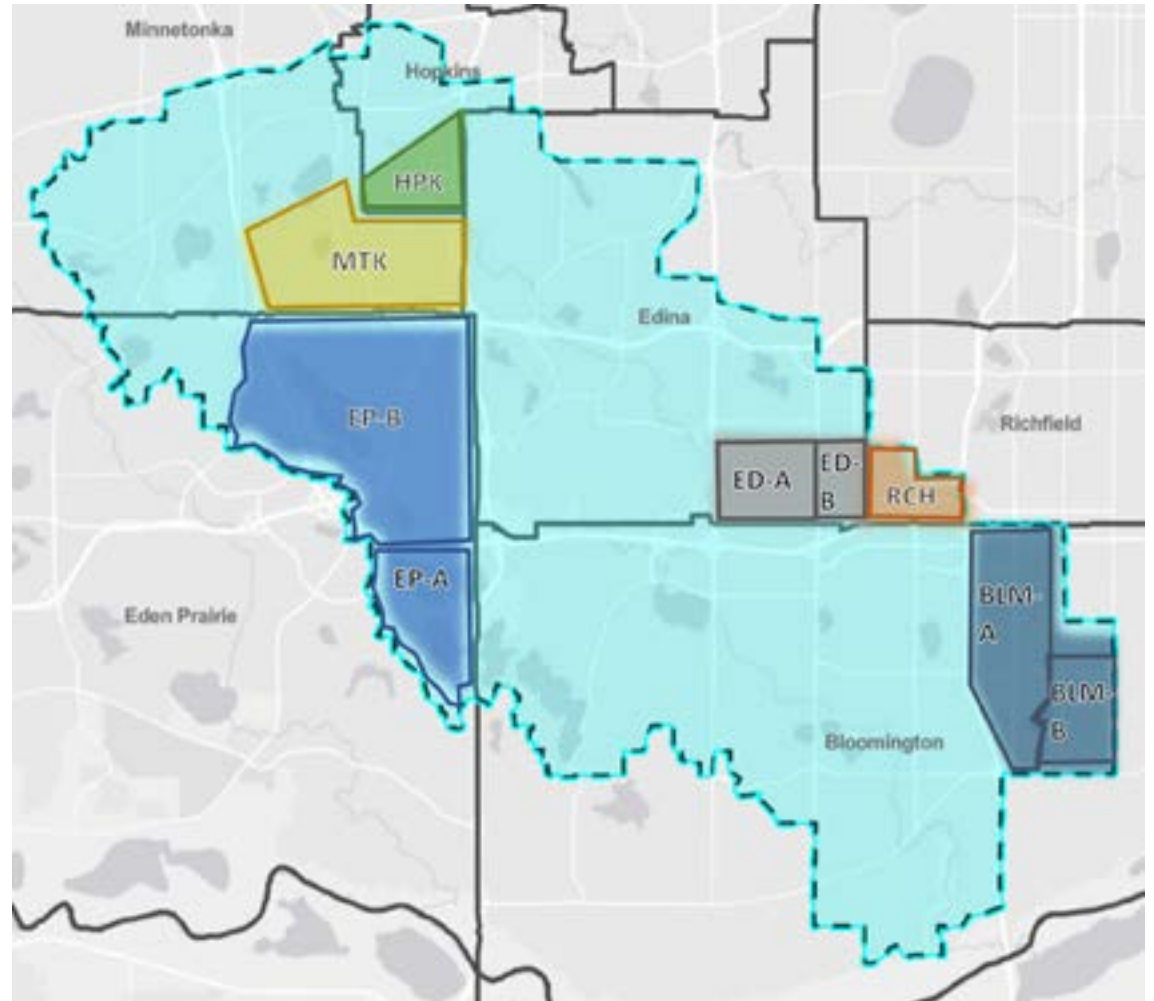 Minnetonka
Hopkins
HPK
MTK
Edina
EP-B
Richfield
ED-A
ED-
B
RCH
EP-A
BLM-
A
Eden Prairie
BLM-
B
Bloomington